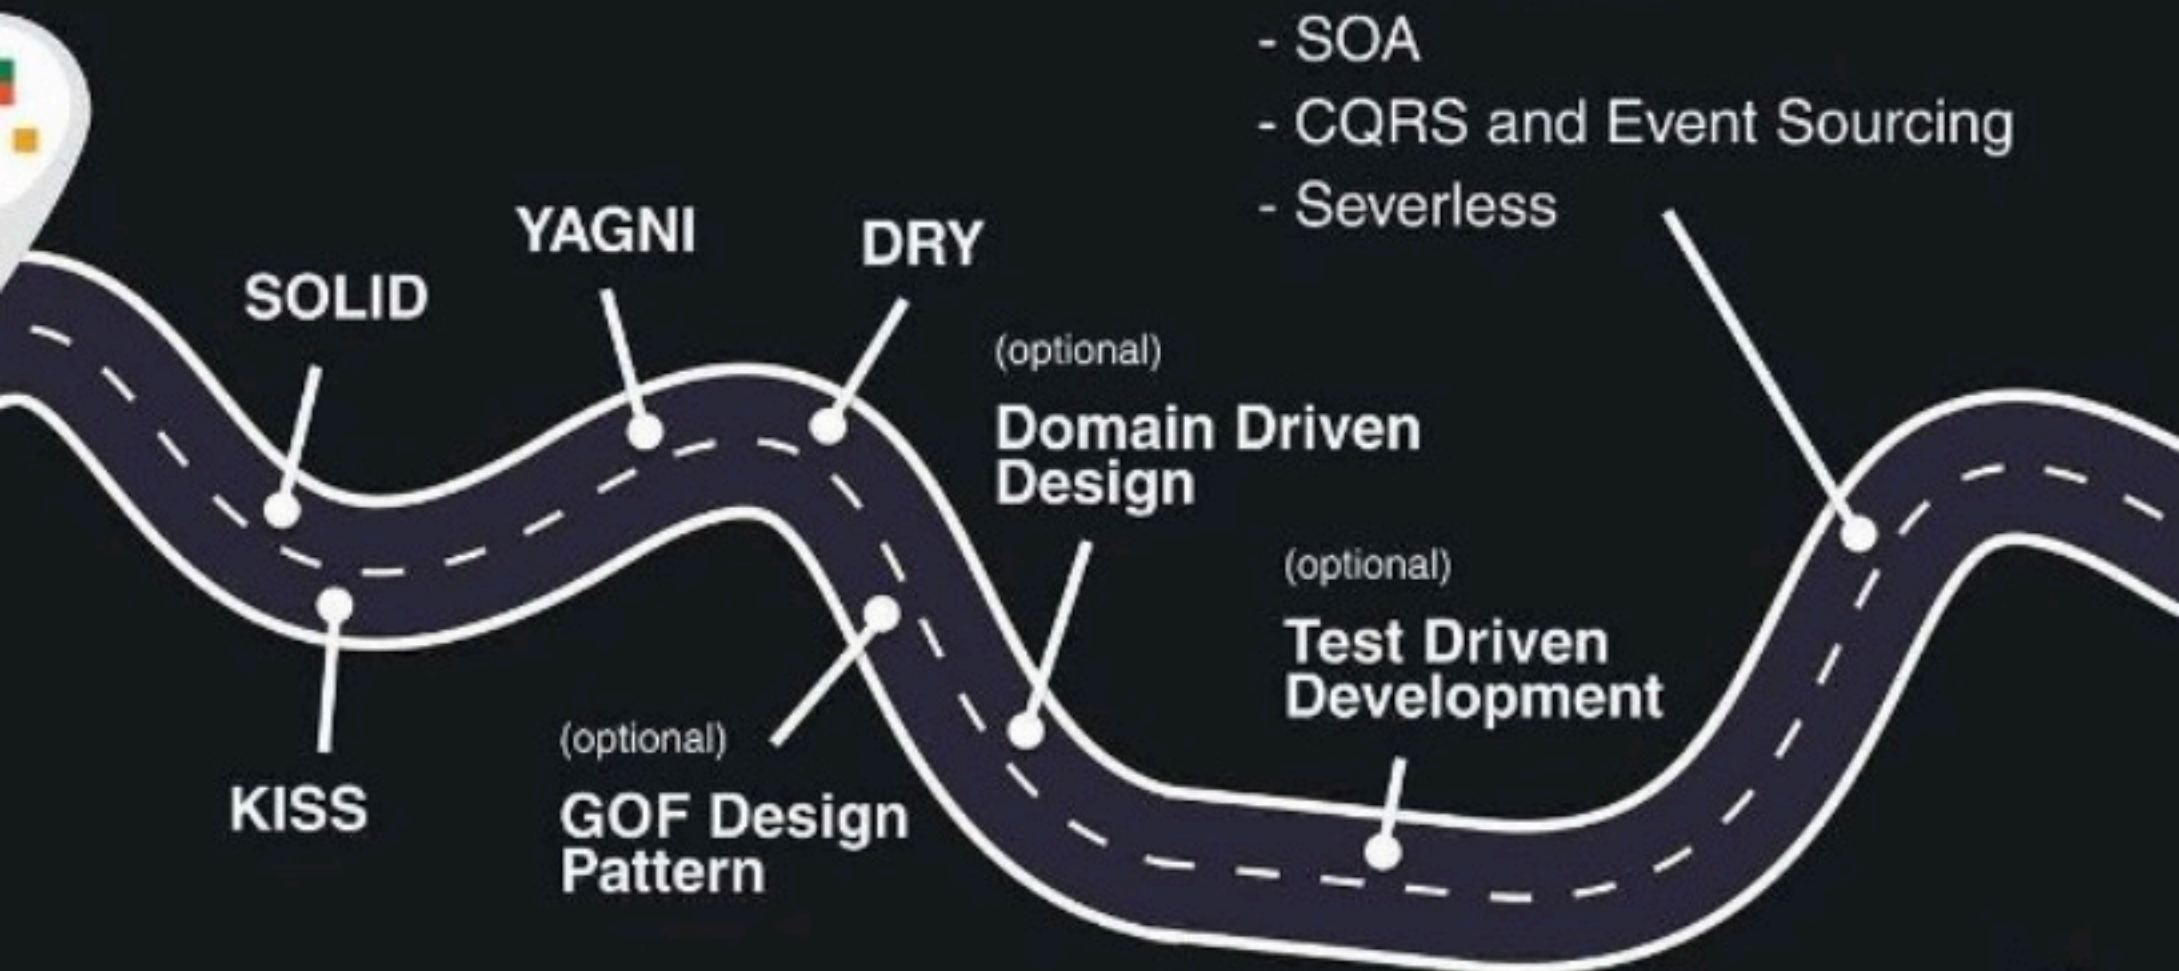 - SOA
- CQRS and Event Sourcing
- Severless
YAGNI
DRY
SOLID
(optional)
Domain Driven
Design
(optional)
Test Driven
Development
(optional)
GOF Design
Pattern
KISS